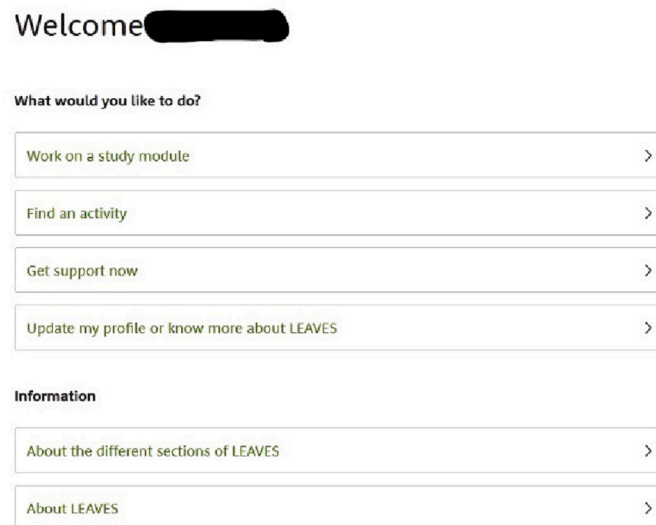 Welcome
What would you like to do?
Work on a study module
Find an activity
Get support now
Update my profile or know more about LEAVES
Information
About the different sections of LEAVES
About LEAVES